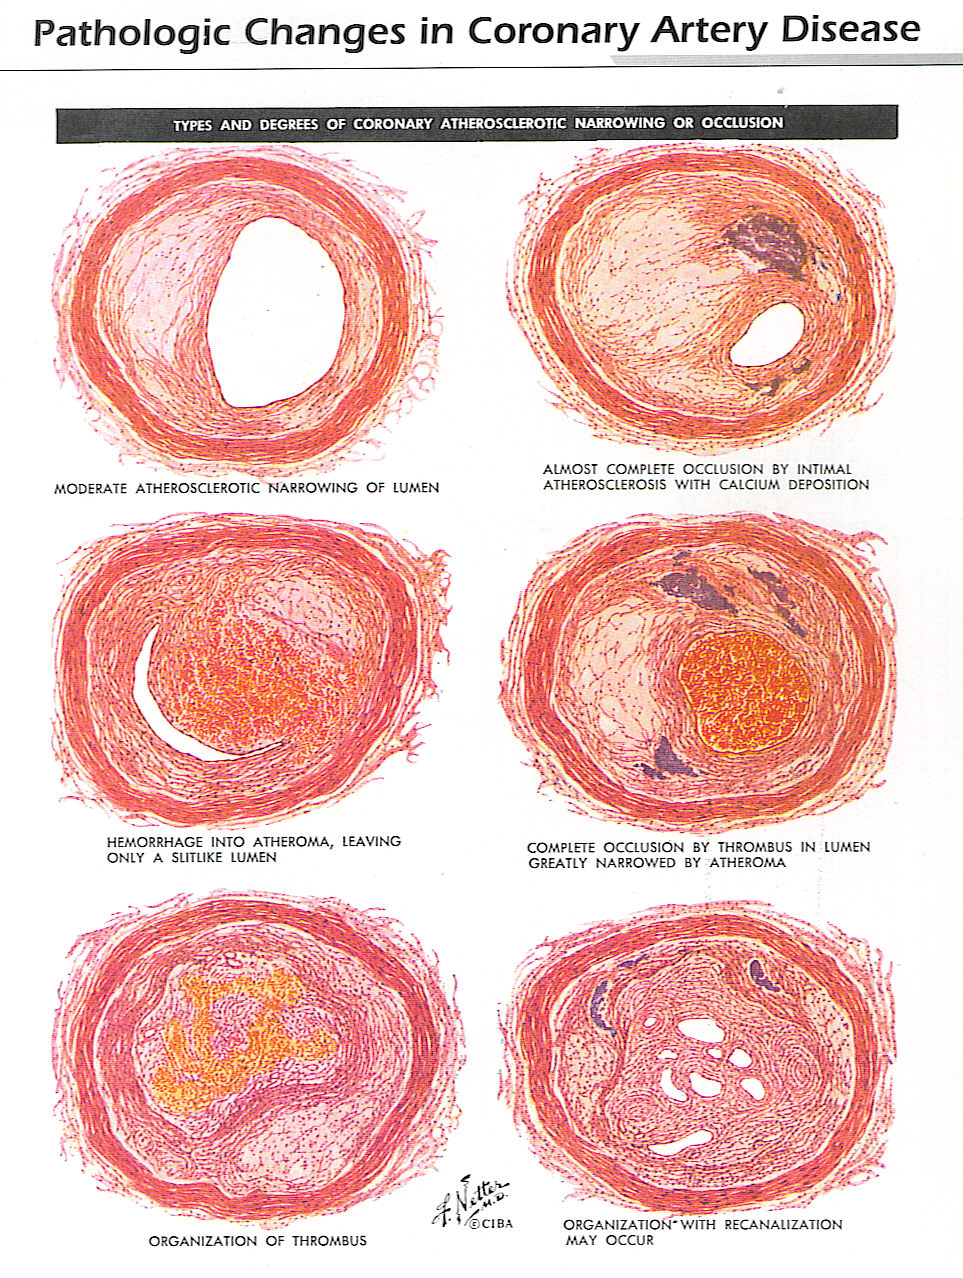 Pathologic Changes in Coronary Artery Disease
TYPES AND DEGREES OF CORONARY ATHEROSCLEROTIC NARROWING OR OCCLUSION
MODERATE ATHEROSCLEROTIC NARROWING OF LUMEN
ALMOST COMPLETE OCCLUSION BY INTIMAL
ATHEROSCLEROSIS WITH CALCIUM DEPOSITION
HEMORRHAGE INTO ATHEROMA, LEAVING
ONLY A SLITLIKE LUMEN
COMPLETE OCCLUSION BY THROMBUS IN LUMEN
GREATLY NARROWED BY ATHEROMA
ORGANIZATION OF THROMBUS
ORGANIZATION WITH RECANALIZATION
MAY OCCUR
F. Netter
M.D.
© CIBA